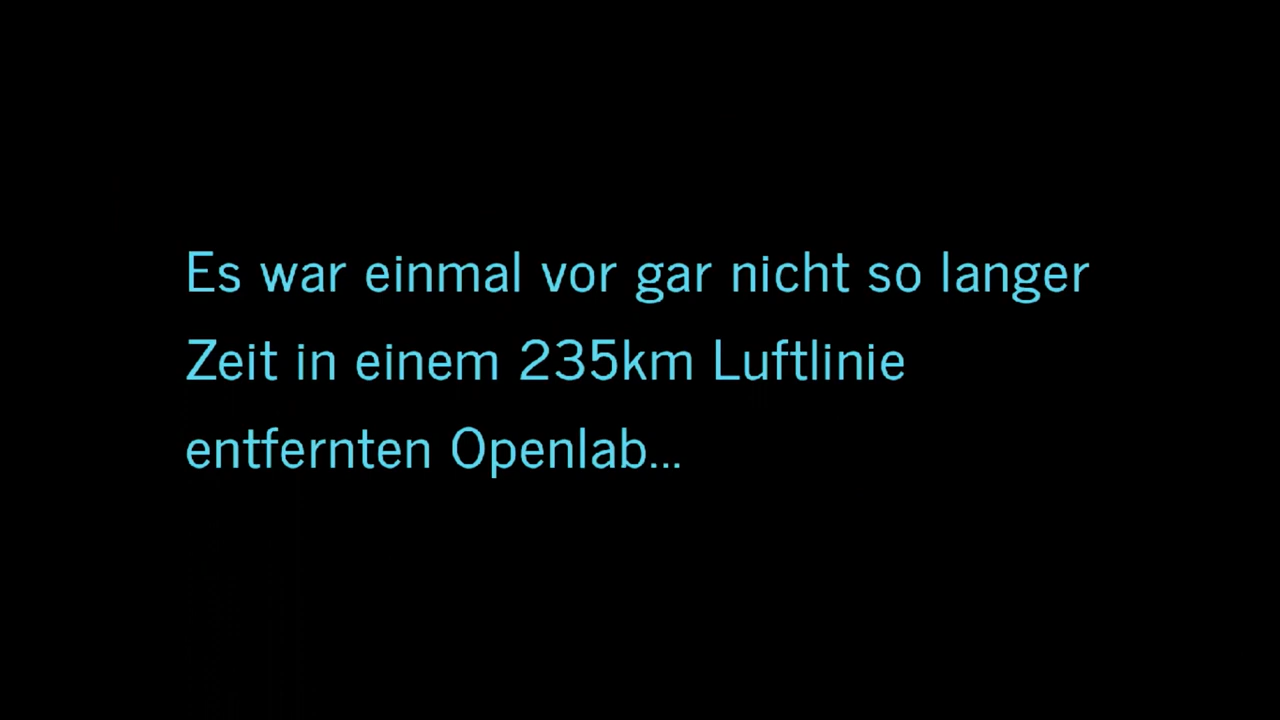 Es war einmal vor gar nicht so langer
Zeit in einem 235km Luftlinie
entfernten Openlab...